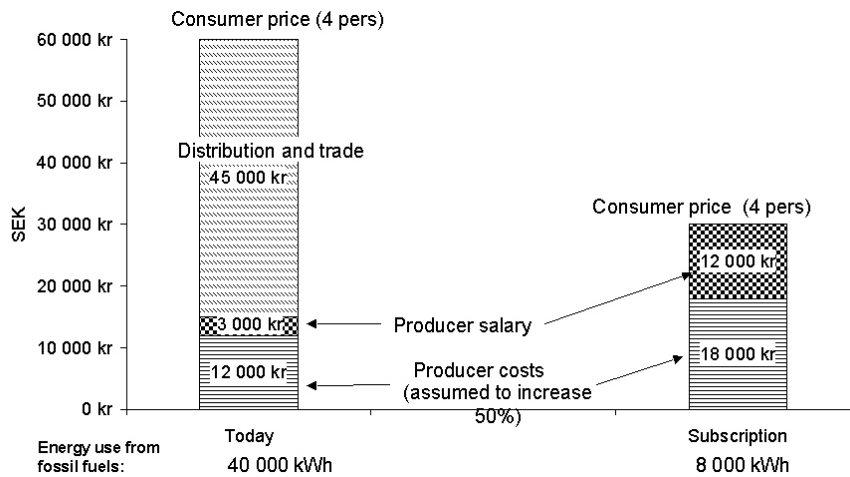 Consumer price (4 pers)
60 000 kr
50 000 kr
Distribution and trade
40 000 kr
45 000 kr
SEK
30 000 kr
Consumer price (4 pers)
12 000 kr
20 000 kr
3 000 kr
Producer salary
10 000 kr
12 000 kr
Producer costs
(assumed to increase
50%)
18 000 kr
0 kr
Today
Subscription
Energy use from
fossil fuels:
40 000 kWh
8 000 kWh